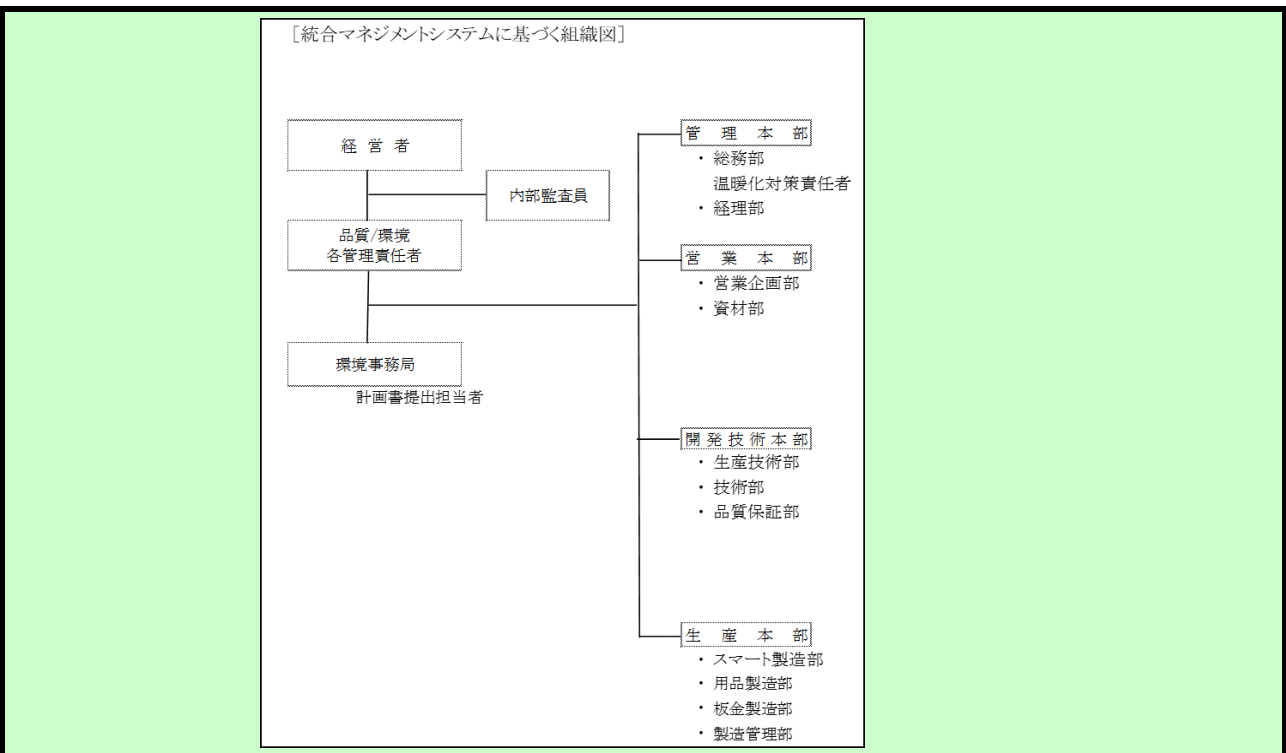 [統合マネジメントシステムに基づく組織図]
経 営 者
内部監査員
品質/環境
各管理責任者
環境事務局
計画書提出担当者
管 理 本 部
・ 総務部
温暖化対策責任者
・ 経理部
営 業 本 部
・ 営業企画部
・ 資材部
開 発 技 術 本 部
・ 生産技術部
・ 技術部
・ 品質保証部
生 産 本 部
・ スマート製造部
・ 用品製造部
・ 板金製造部
・ 製造管理部